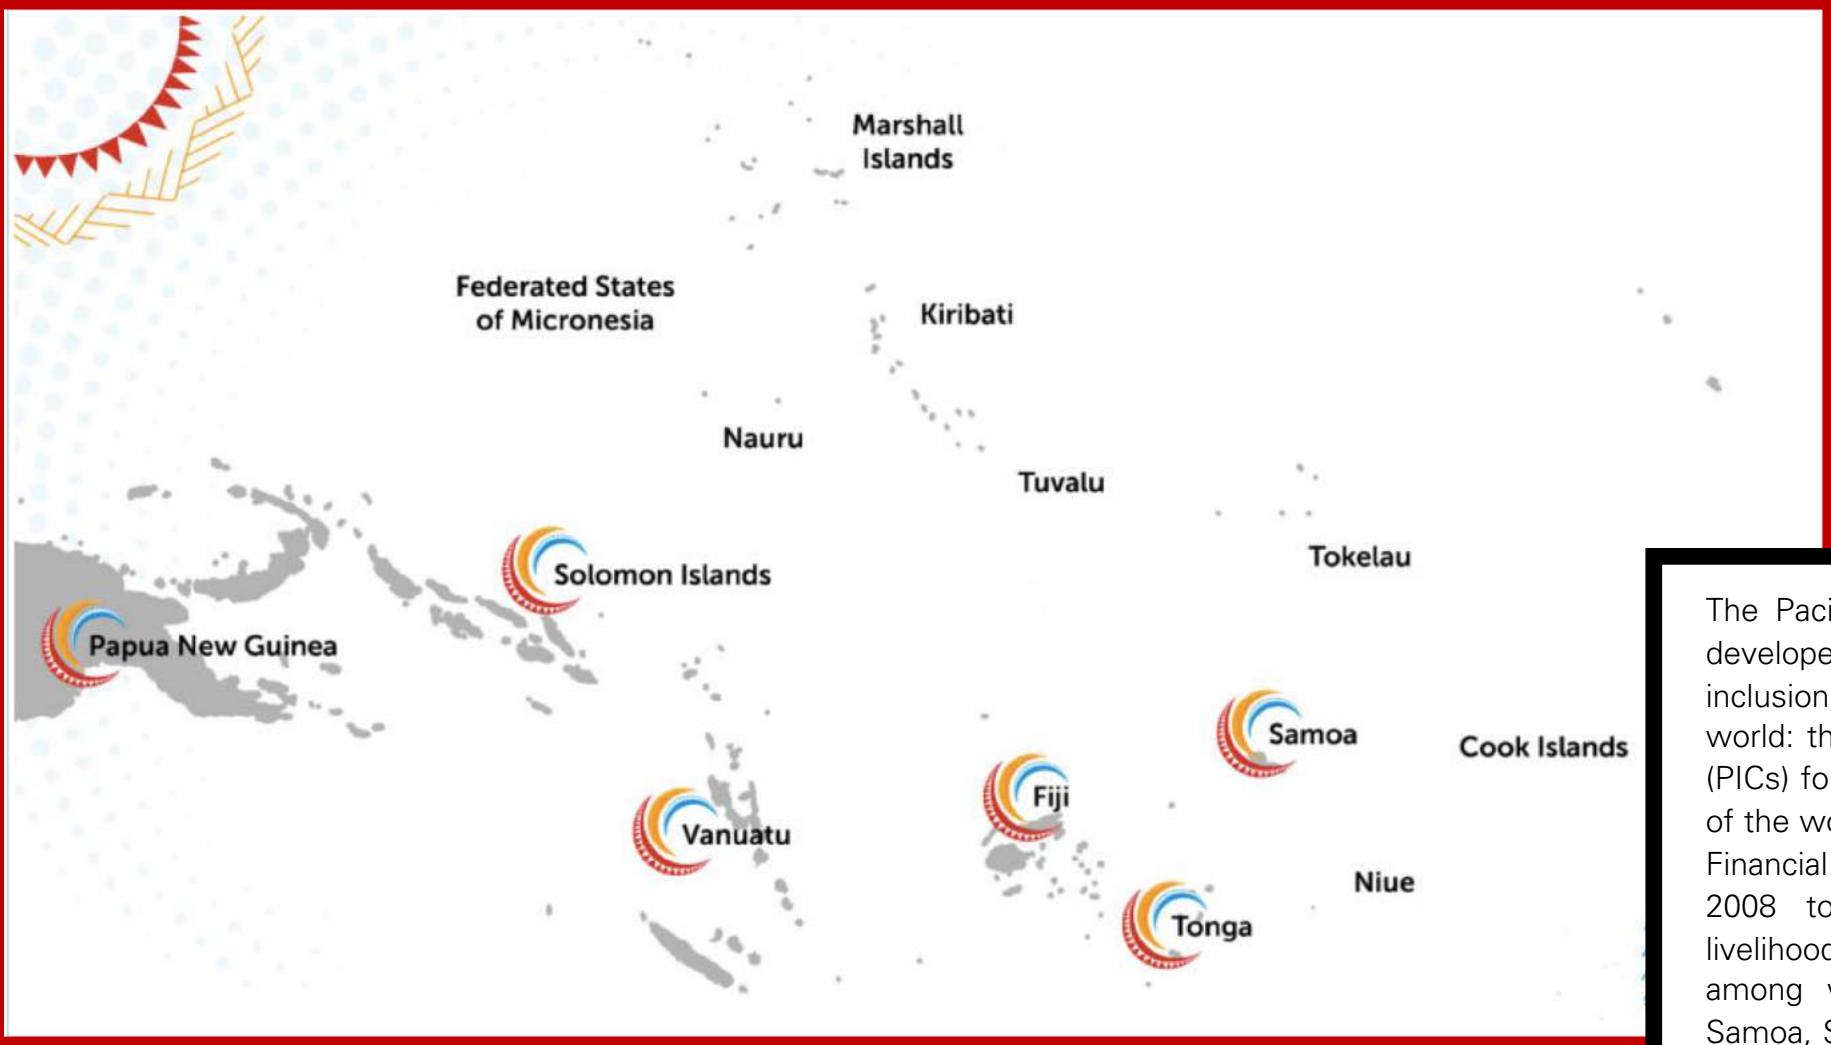 Marshall
Islands
Federated States
of Micronesia
Kiribati
Nauru
Tuvalu
Solomon Islands
Tokelau
Papua New Guinea
Samoa
Cook Islands
Fiji
Vanuatu
Niue
Tonga
The Paci
develope
inclusion
world: th
(PICs) fo
of the wo
Financial
2008 to
livelihood
among v
Samoa, S